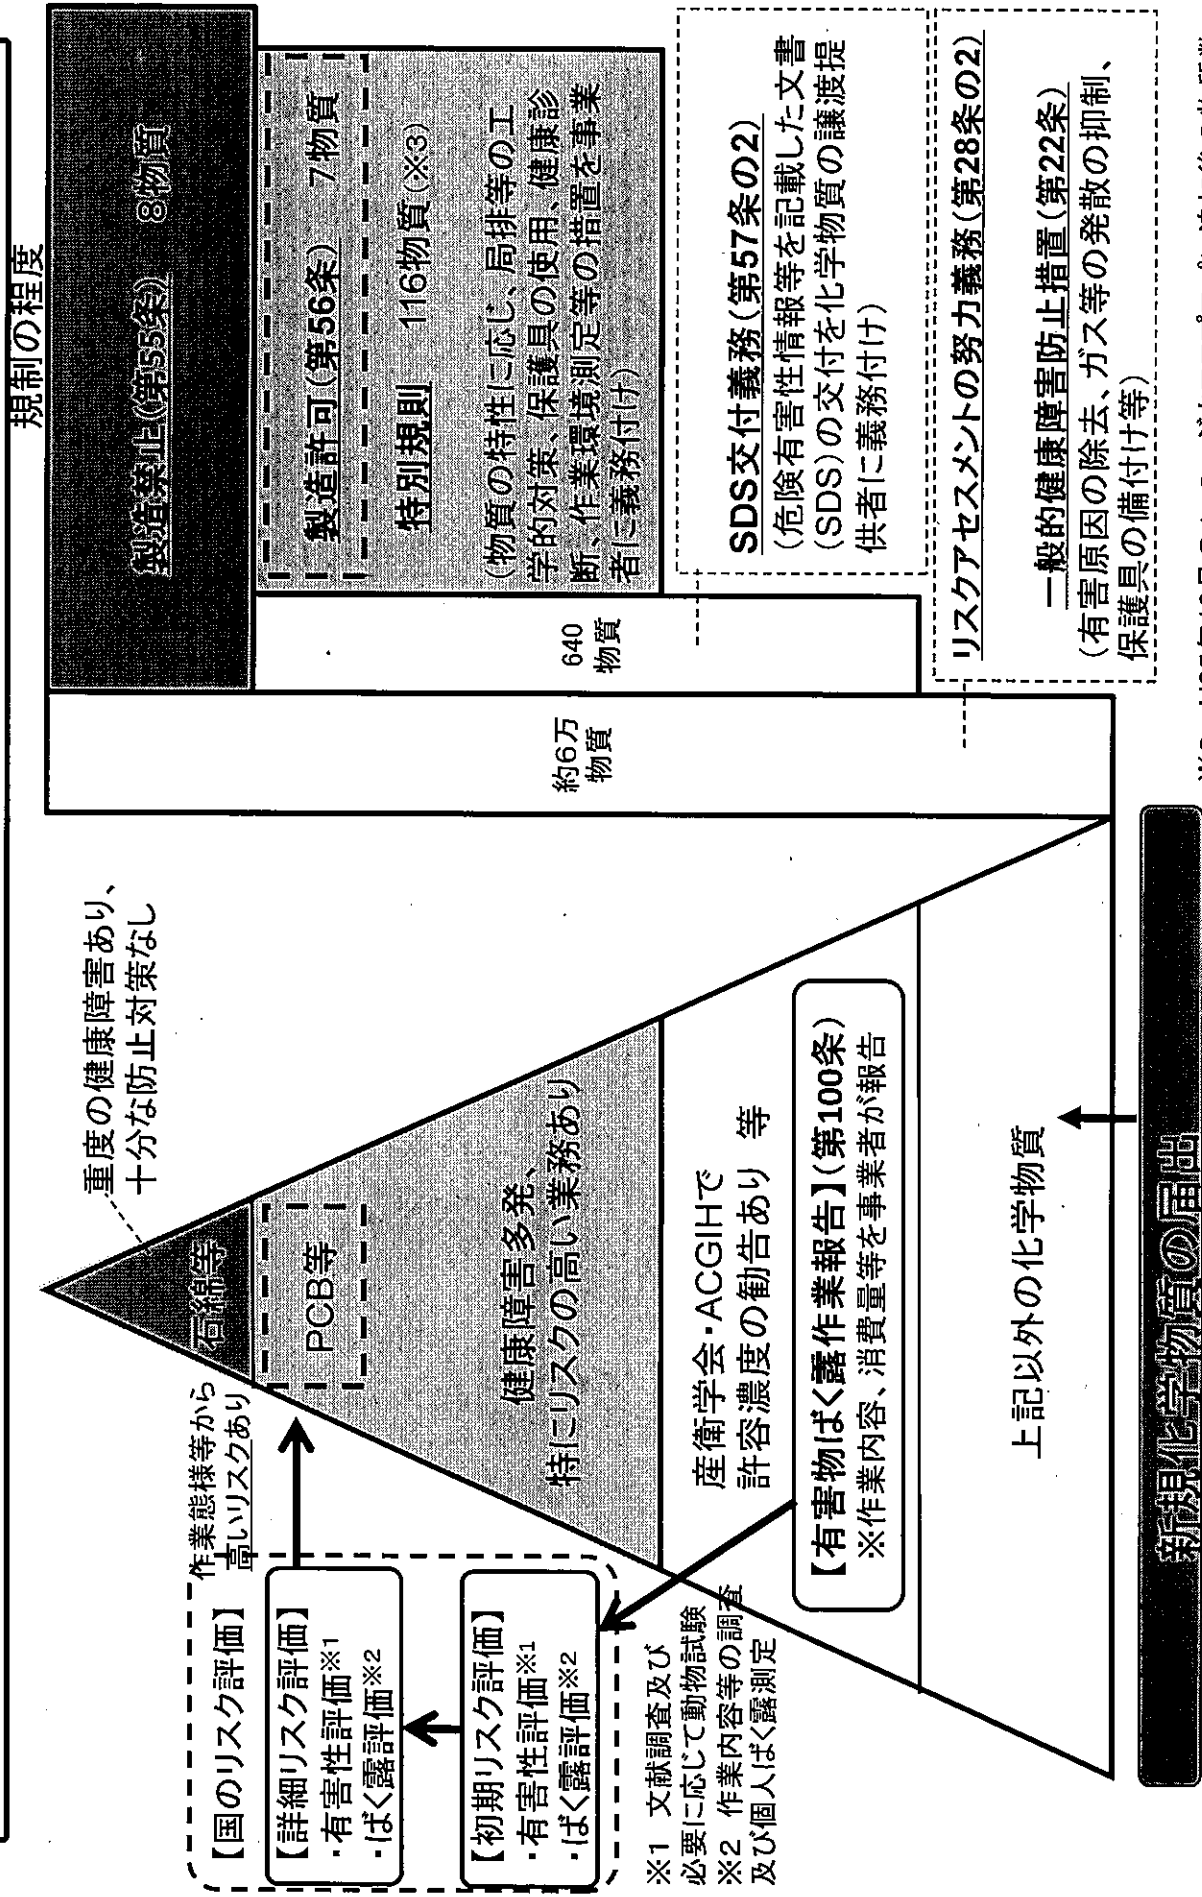 規制の程度
重度の健康障害あり、
十分な防止対策なし
作業態様等から
高いリスクあり
【国のリスク評価】
【詳細リスク評価】
・有害性評価※1
・ばく露評価※2
【初期リスク評価】
・有害性評価※1
・ばく露評価※2
※1 文献調査及び
必要に応じて動物試験
※2 作業内容等の調査
及び個人ばく露測定
石綿等
PCB等
健康障害多発、
特にリスクの高い業務あり
産衛学会・ACGIHで
許容濃度の勧告あり 等
【有害物ばく露作業報告】(第100条)
※作業内容、消費量等を事業者が報告
上記以外の化学物質
新規化学物質の届出
約6万
物質
640
物質
製造禁止(第55条) 8物質
製造許可(第56条) 7物質
特別規則 116物質(※3)
(物質の特性に応じ、局排等の工
学的対策、保護具の使用、健康診
断、作業環境測定等の措置を事業
者に義務付け)
SDS交付義務(第57条の2)
(危険有害性情報等を記載した文書
(SDS)の交付を化学物質の譲渡提
供者に義務付け)
リスクアセスメントの努力義務(第28条の2)
一般的健康障害防止措置(第22条)
(有害原因の除去、ガス等の発散の抑制、
保護具の備付け等)